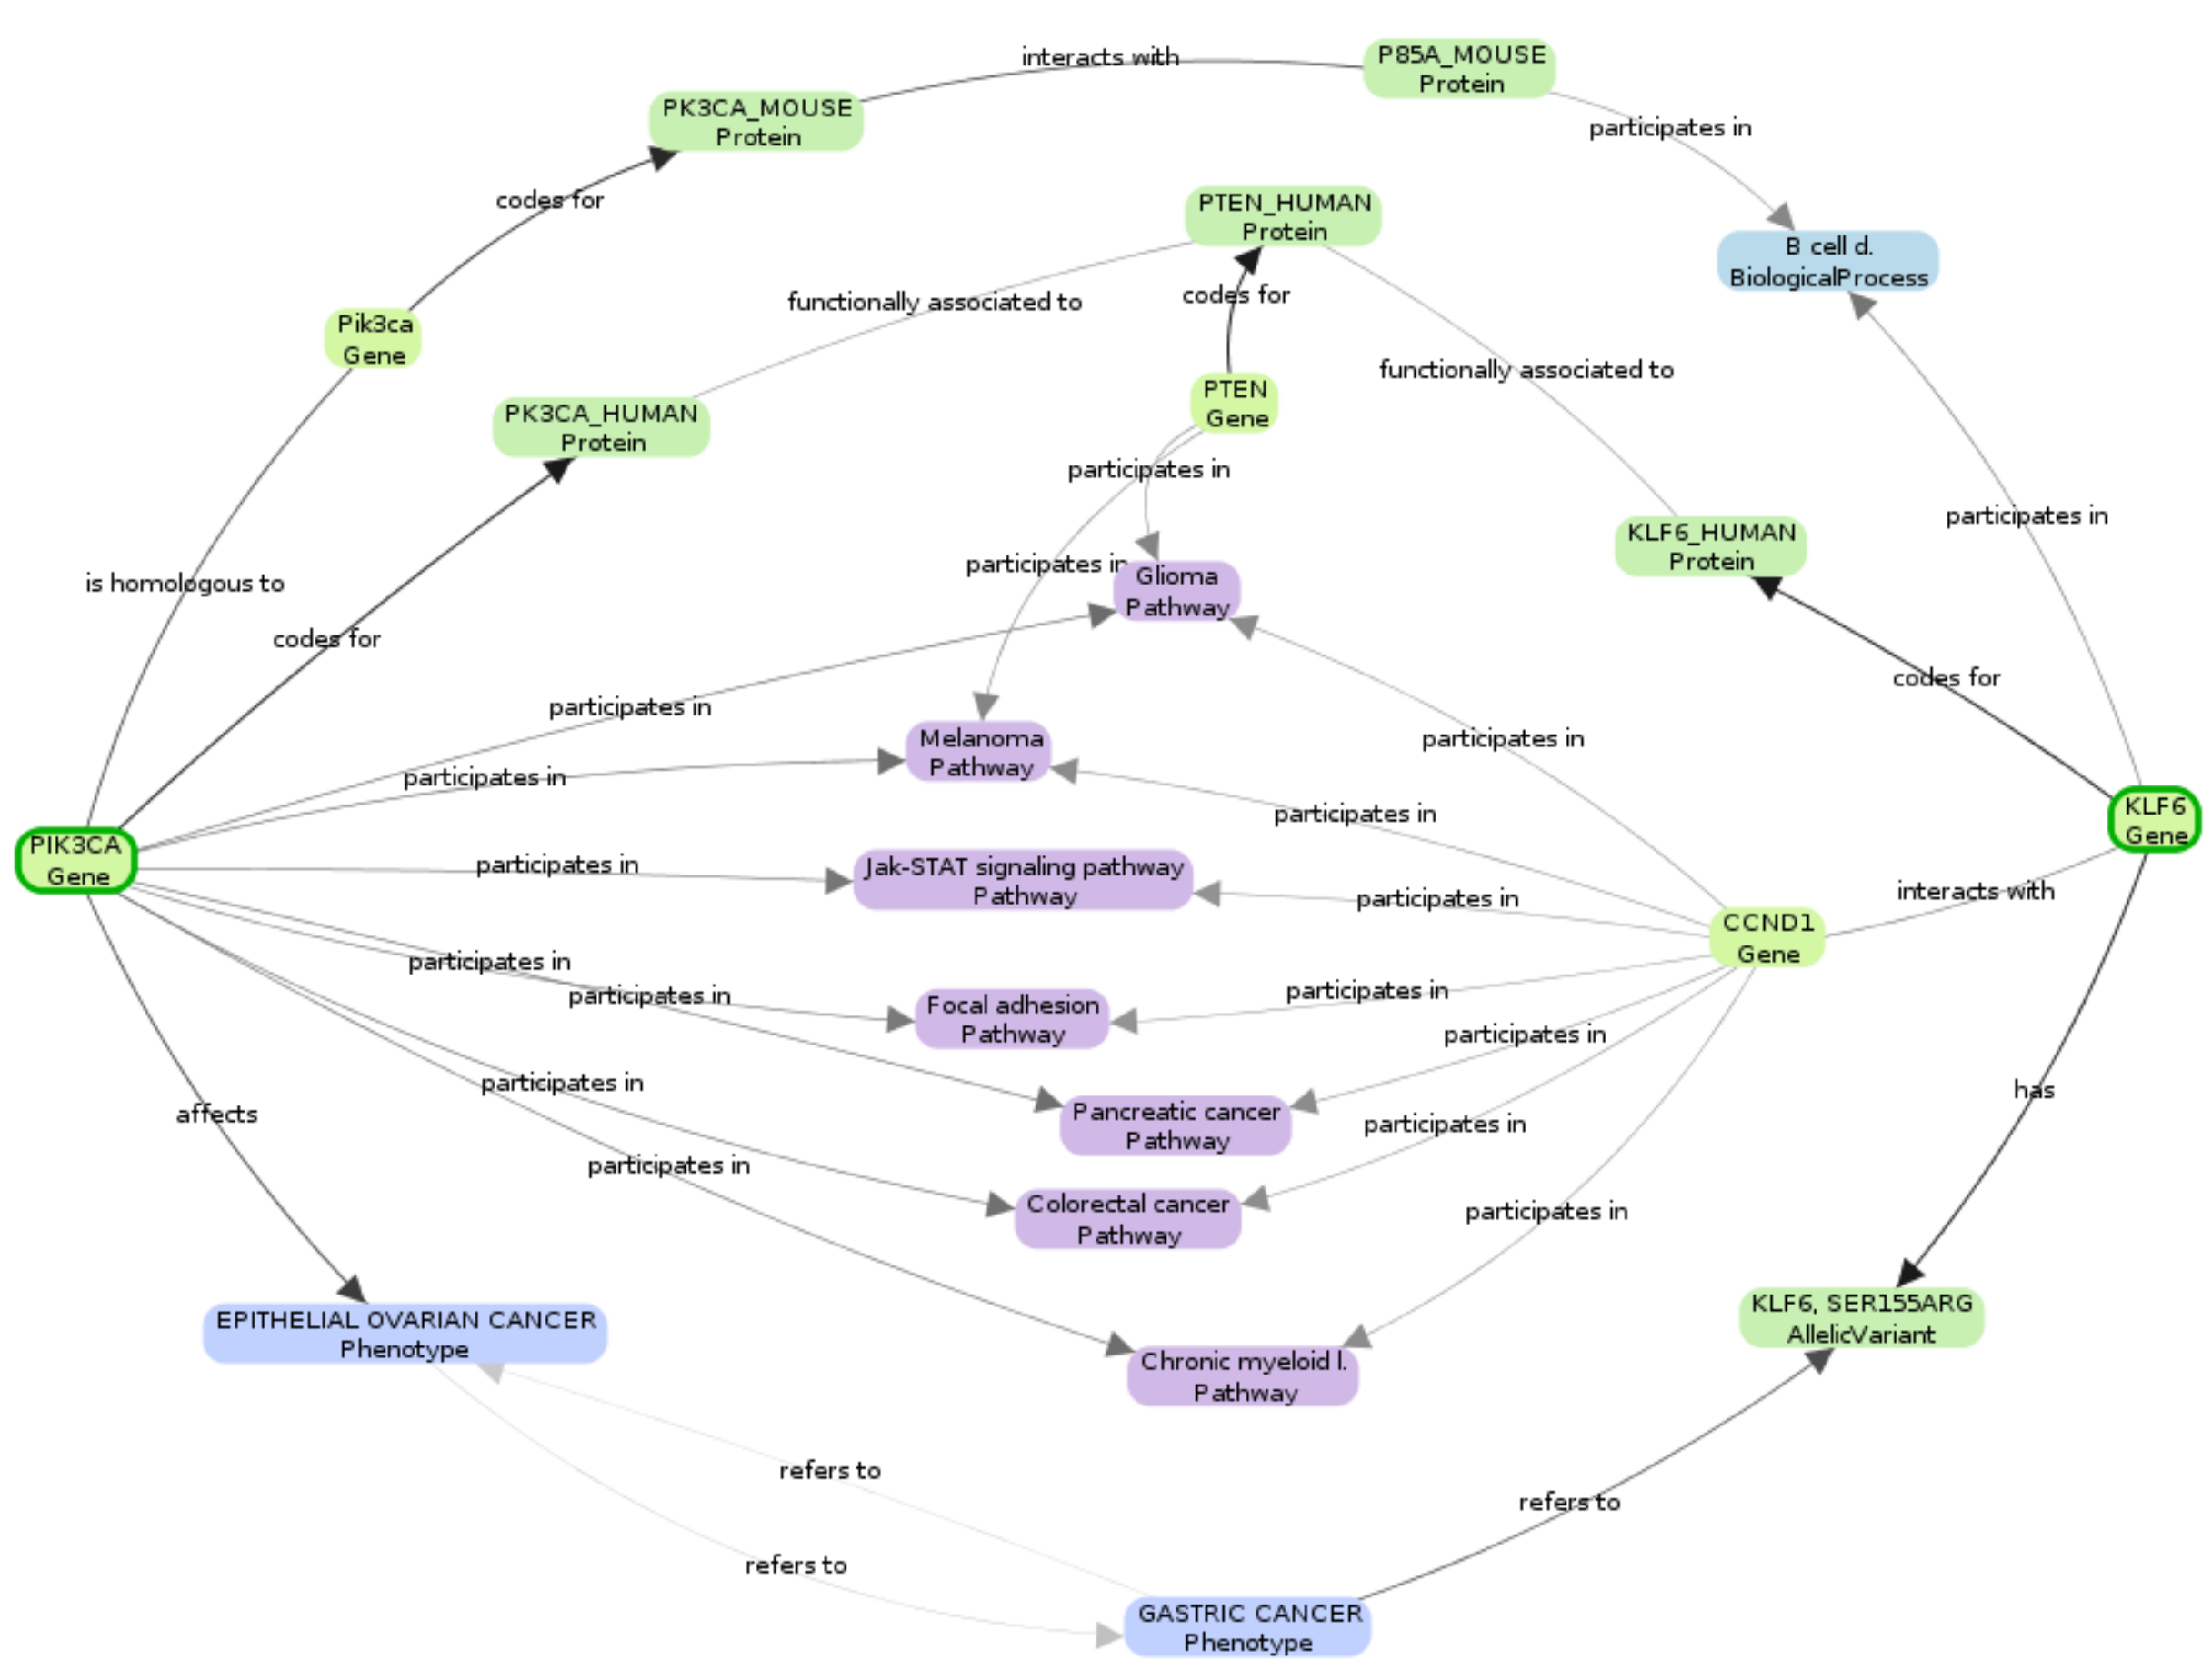 interacts with
P85A_MOUSE
Protein
PK3CA_MOUSE
Protein
participates in
codes for
PTEN_HUMAN
Protein
B cell d.
BiologicalProcess
functionally associated to
codes for
Pik3ca
Gene
functionally associated to
PTEN
Gene
PK3CA_HUMAN
Protein
participates in
participates in
KLF6_HUMAN
Protein
participates in
Glioma
Pathway
is homologous to
codes for
codes for
participates in
participates in
Melanoma
Pathway
participates in
participates in
KLF6
Gene
PIK3CA
Gene
participates in
Jak-STAT signaling pathway
Pathway
participates in
interacts with
CCND1
Gene
participates in
participates in
participates in
Focal adhesion
Pathway
participates in
participates in
has
affects
Pancreatic cancer
Pathway
participates in
participates in
Colorectal cancer
Pathway
participates in
EPITHELIAL OVARIAN CANCER
Phenotype
KLF6, SER155ARG
AllelicVariant
Chronic myeloid l.
Pathway
refers to
refers to
refers to
GASTRIC CANCER
Phenotype